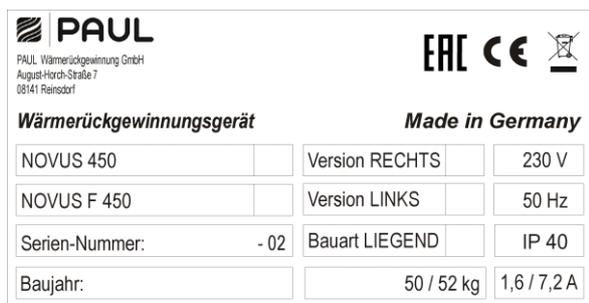 PAUL
PAUL Wärmerückgewinnung GmbH
August-Horch-Straße 7
08141 Reinsdorf
EAC CE
Wärmerückgewinnungsgerät Made in Germany
NOVUS 450 Version RECHTS 230 V
NOVUS F 450 Version LINKS 50 Hz
Serien-Nummer: - 02 Bauart LIEGEND IP 40
Baujahr: 50 / 52 kg 1,6 / 7,2 A